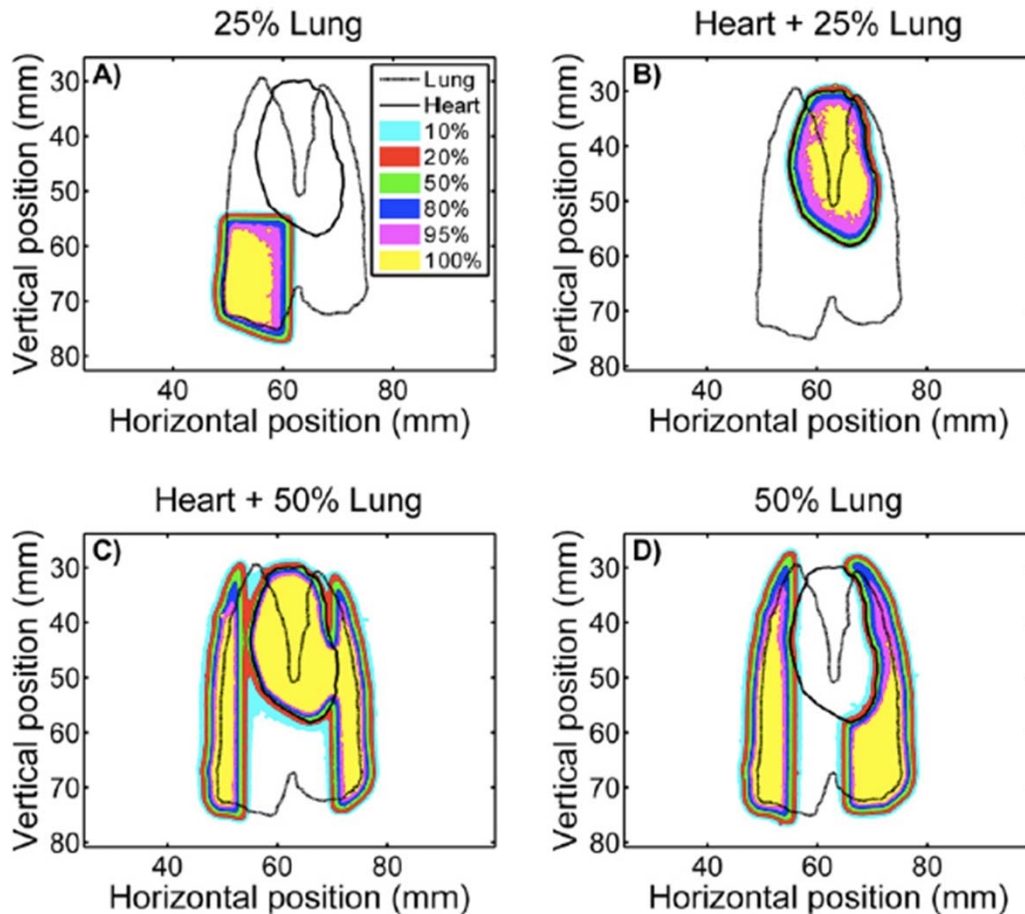 25% Lung
A)
30
40
50
60
70
80
Vertical position (mm)
40 60 80
Horizontal position (mm)
Lung
Heart
10%
20%
50%
80%
95%
100%
Heart + 25% Lung
B)
30
40
50
60
70
80
Vertical position (mm)
40 60 80
Horizontal position (mm)
Heart + 50% Lung
C)
30
40
50
60
70
80
Vertical position (mm)
40 60 80
Horizontal position (mm)
50% Lung
D)
30
40
50
60
70
80
Vertical position (mm)
40 60 80
Horizontal position (mm)